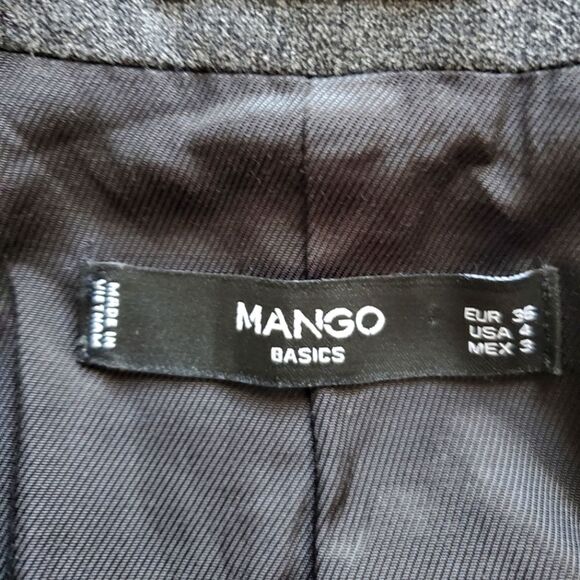 MADE IN
VIETNAM
MANGO
BASICS
EUR 36
USA 4
MEX 3